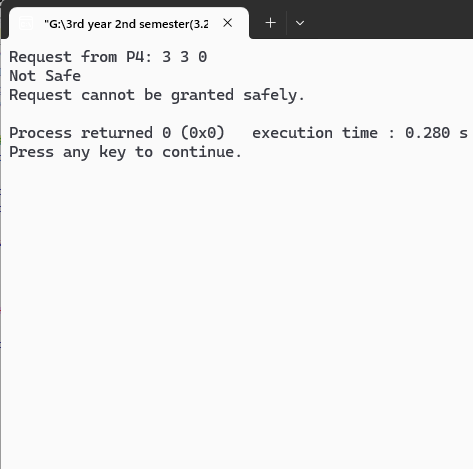 "G:\3rd year 2nd semester(3.2
Request from P4: 3 3 0
Not Safe
Request cannot be granted safely.
Process returned 0 (0x0)   execution time : 0.280 s
Press any key to continue.